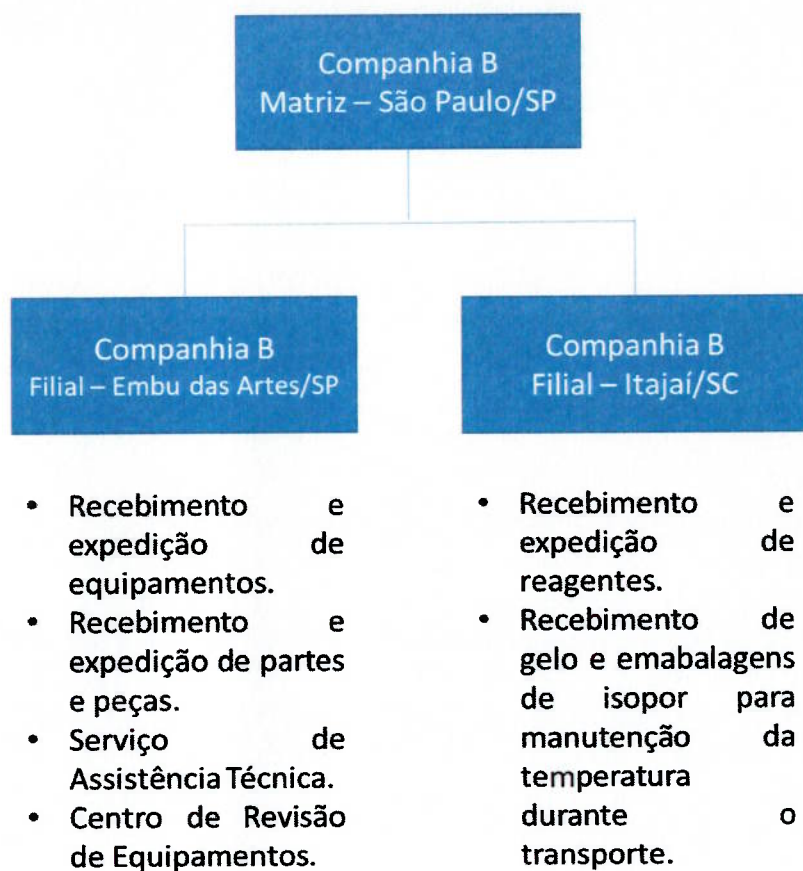 Companhia B
Matriz – São Paulo/SP
Companhia B
Filial – Embu das Artes/SP
• Recebimento e
expedição de
equipamentos.
• Recebimento e
expedição de partes
e peças.
• Serviço de
Assistência Técnica.
• Centro de Revisão
de Equipamentos.
Companhia B
Filial – Itajaí/SC
• Recebimento e
expedição de
reagentes.
• Recebimento de
gelo e emabalagens
de isopor para
manutenção da
temperatura
durante o
transporte.